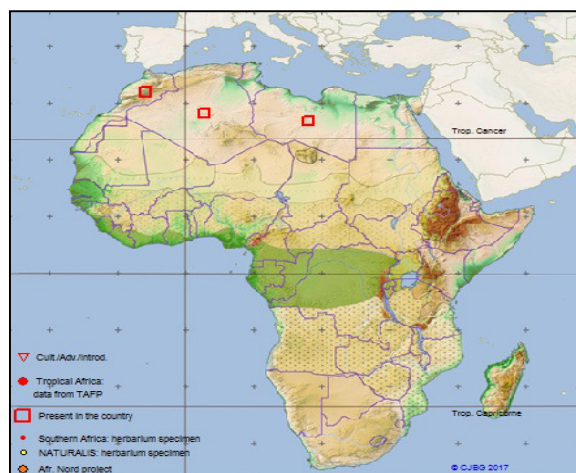 Trop. Cancer
Cult./Adv./Introd.
Tropical Africa:
data from TAFP
Present in the country
Trop. Capricorne
Southern Africa: herbarium specimen
NATURALIS: herbarium specimen
Afr. Nord project
© CJBG 2017